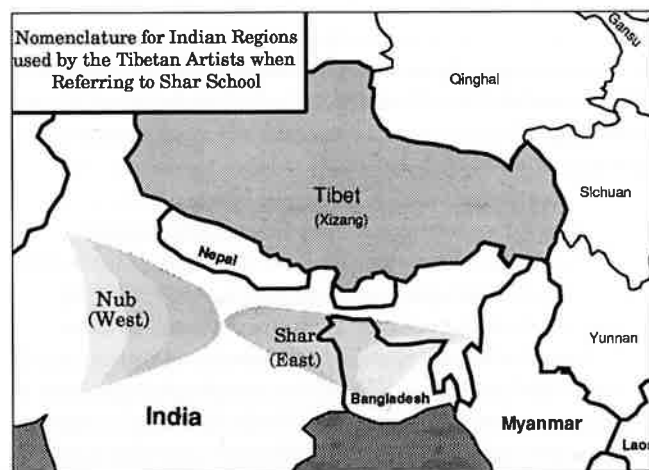 Nomenclature for Indian Regions
used by the Tibetan Artists when
Referring to Shar School
Gansu
Qinghai
Tibet
(Xizang)
Sichuan
Nepal
Nub
(West)
Shar
(East)
Yunnan
Bangladesh
India
Myanmar
Laos